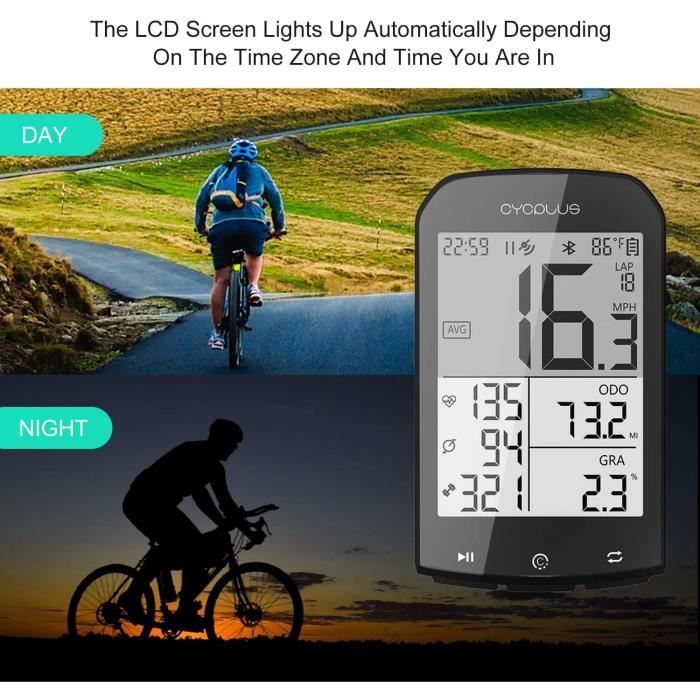 The LCD Screen Lights Up Automatically Depending
On The Time Zone And Time You Are In
DAY
CYCPLUS
22:59 86°F
LAP
18
MPH
AVG
16.3
135
ODO
73.2 MI
94
GRA
321
2.3 %
NIGHT